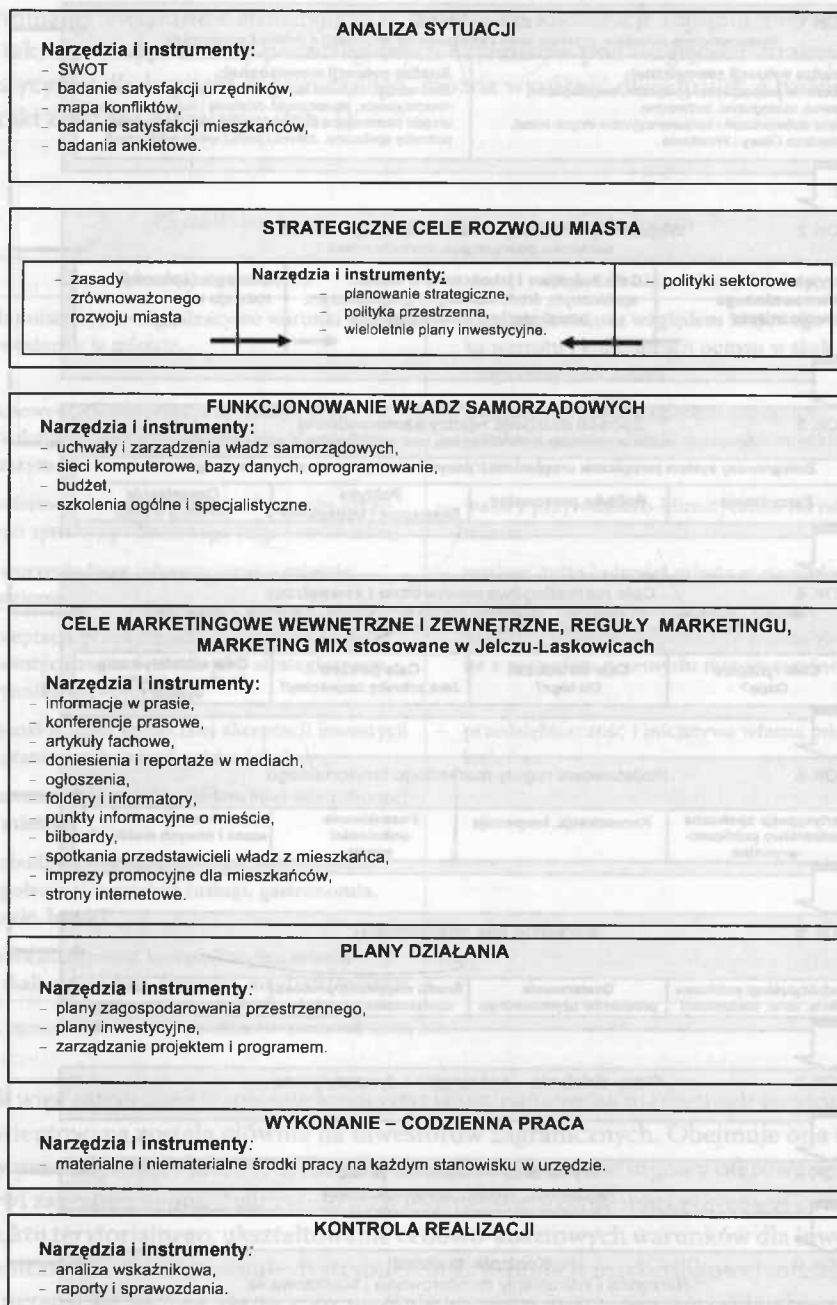 ANALIZA SYTUACJI
Narzędzia i instrumenty:
- SWOT
- badanie satysfakcji urzędników,
- mapa konfliktów,
- badanie satysfakcji mieszkańców,
- badania ankietowe.
STRATEGICZNE CELE ROZWOJU MIASTA
- zasady
zrównoważonego
rozwoju miasta
Narzędzia i instrumenty:
- planowanie strategiczne,
- polityka przestrzenna,
- wieloletnie plany inwestycyjne.
- polityki sektorowe
FUNKCJONOWANIE WŁADZ SAMORZĄDOWYCH
Narzędzia i instrumenty:
- uchwały i zarządzenia władz samorządowych,
- sieci komputerowe, bazy danych, oprogramowanie,
- budżet,
- szkolenia ogólne i specjalistyczne.
CELE MARKETINGOWE WEWNĘTRZNE I ZEWNĘTRZNE, REGUŁY MARKETINGU,
MARKETING MIX stosowane w Jelczu-Laskowicach
Narzędzia i instrumenty:
- informacje w prasie,
- konferencje prasowe,
- artykuły fachowe,
- doniesienia i reportaże w mediach,
- ogłoszenia,
- foldery i informatory,
- punkty informacyjne o mieście,
- bilboardy,
- spotkania przedstawicieli władz z mieszkańca,
- imprezy promocyjne dla mieszkańców,
- strony internetowe.
PLANY DZIAŁANIA
Narzędzia i instrumenty:
- plany zagospodarowania przestrzennego,
- plany inwestycyjne,
- zarządzanie projektem i programem.
WYKONANIE – CODZIENNA PRACA
Narzędzia i instrumenty:
- materialne i niematerialne środki pracy na każdym stanowisku w urzędzie.
KONTROLA REALIZACJI
Narzędzia i instrumenty:
- analiza wskaźnikowa,
- raporty i sprawozdania.